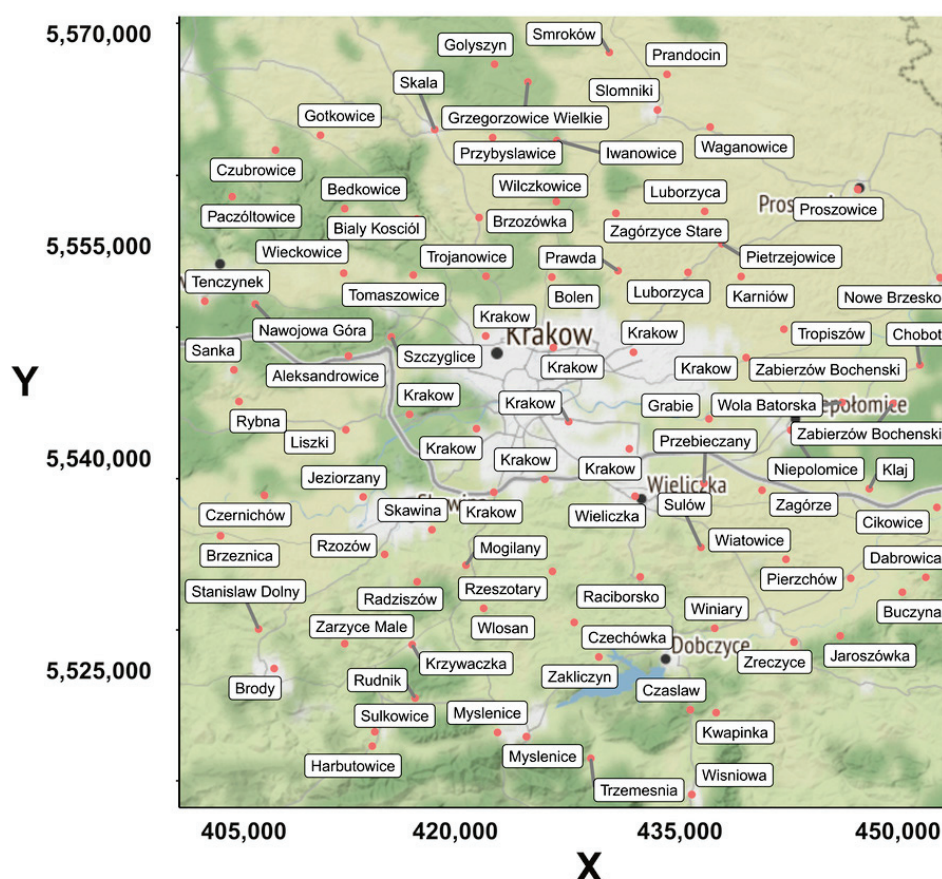 5,570,000
Smroków
Golyszyn
Prandocin
Skala
Slomniki
Gotkowice
Grzegorzowice Wielkie
Waganowice
Przybyslawice
Iwanowice
Czubrowice
Bedkowice
Wilczkowice
Luborzyca
Proszowice
Paczóltowice
Bialy Kosciól
Brzozówka
Zagórzyce Stare
5,555,000
Wieckowice
Trojanowice
Prawda
Pietrzejowice
Tenczynek
Tomaszowice
Bolen
Luborzyca
Karniów
Nowe Brzesko
Nawojowa Góra
Krakow
Krakow
Krakow
Tropiszów
Chobot
Sanka
Szczyglice
Aleksandrowice
Krakow
Krakow
Zabierzów Bochenski
Y
Krakow
Krakow
Grabie
Wola Batorska
Rybna
Liszki
Krakow
Przebieczany
Zabierzów Bochenski
5,540,000
Krakow
Krakow
Niepolomice
Klaj
Jeziorzany
Wieliczka
Skawina
Krakow
Sulów
Zagórze
Czernichów
Wieliczka
Cikowice
Rzozów
Mogilany
Wiatowice
Brzeznica
Dabrowica
Pierzchów
Stanislaw Dolny
Radziszów
Rzeszotary
Raciborsko
Winiary
Buczyna
Zarzyce Male
Wlosan
Czechówka
Dobczyce
Zreczyce
Jaroszówka
5,525,000
Krzywaczka
Zakliczyn
Brody
Rudnik
Czaslaw
Sulkowice
Myslenice
Kwapinka
Harbutowice
Myslenice
Trzemesnia
Wisniowa
405,000
420,000
435,000
450,000
X